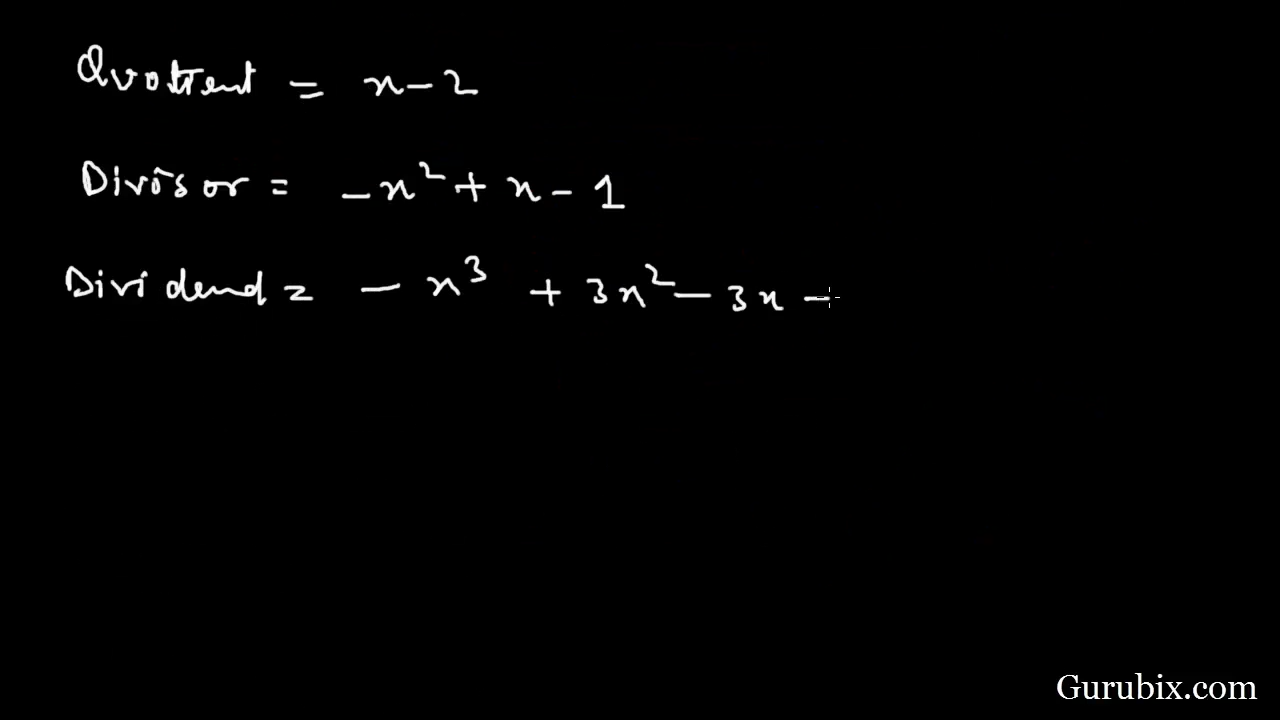 Quotient = x - 2
Divisor = - x² + x - 1
Dividend = - x³ + 3x² - 3x -
Gurubix.com